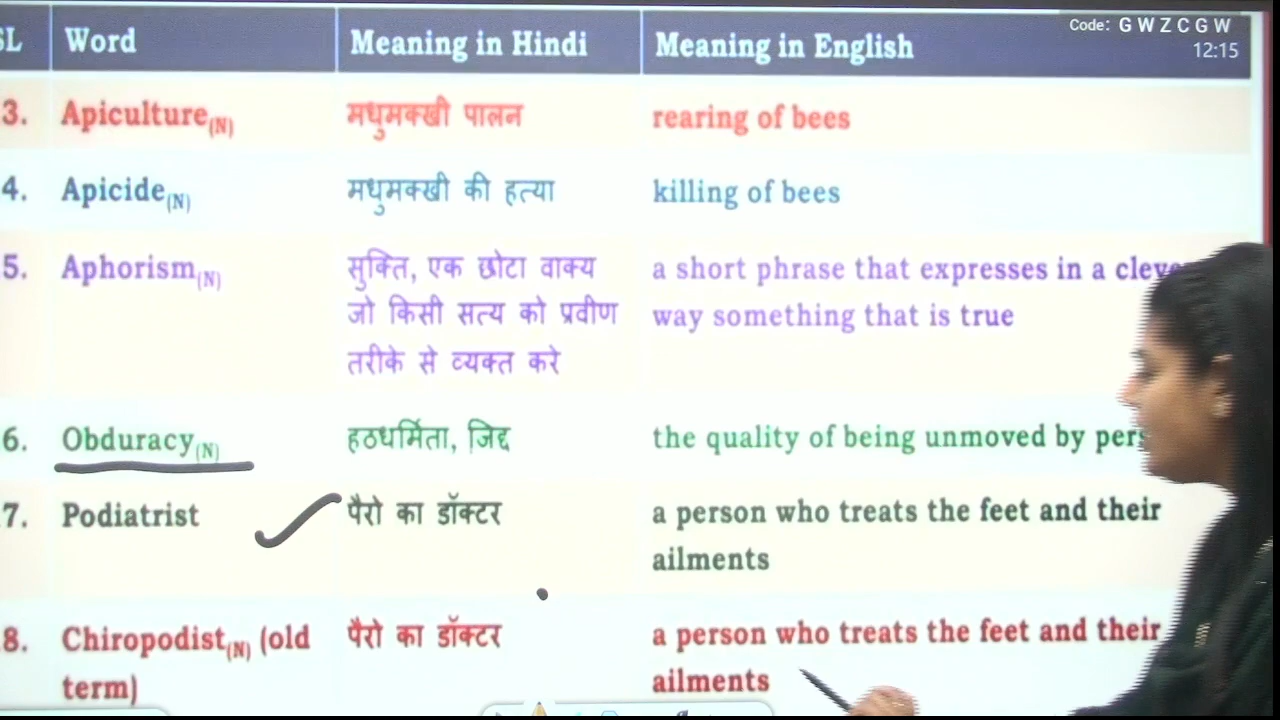 Code: G W Z C G W
12:15
SL Word Meaning in Hindi Meaning in English
3. Apiculture(N) मधुमक्खी पालन rearing of bees
4. Apicide(N) मधुमक्खी की हत्या killing of bees
5. Aphorism(N) सुक्ति, एक छोटा वाक्य a short phrase that expresses in a
जो किसी सत्य को प्रवीण way something that is true
तरीके से व्यक्त करे
6. Obduracy(N) हठधर्मिता, जिद्द the quality of being unmoved by
7. Podiatrist पैरो का डॉक्टर a person who treats the feet and their
ailments
8. Chiropodist(N) (old पैरो का डॉक्टर a person who treats the feet and their
term) ailments